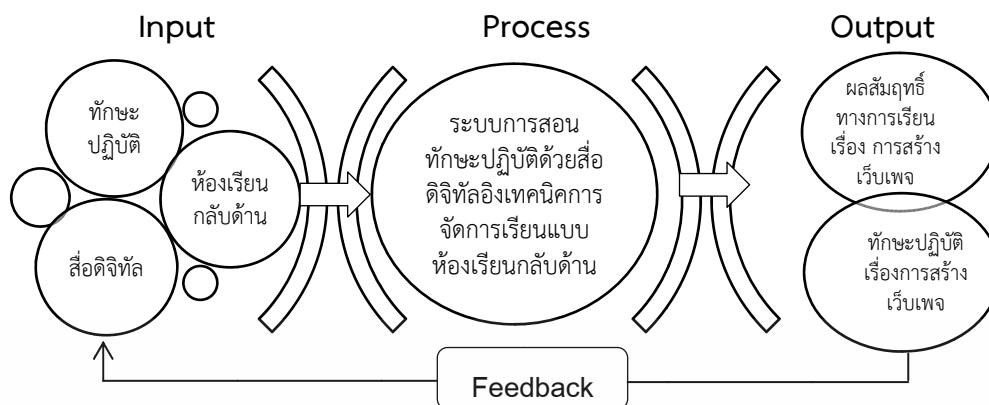 Input
Process
Output
ทักษะ
ปฏิบัติ
ห้องเรียน
กลับด้าน
สื่อดิจิทัล
ระบบการสอน
ทักษะปฏิบัติด้วยสื่อ
ดิจิทัลอิงเทคนิคการ
จัดการเรียนแบบ
ห้องเรียนกลับด้าน
ผลสัมฤทธิ์
ทางการเรียน
เรื่อง การสร้าง
เว็บเพจ
ทักษะปฏิบัติ
เรื่องการสร้าง
เว็บเพจ
Feedback